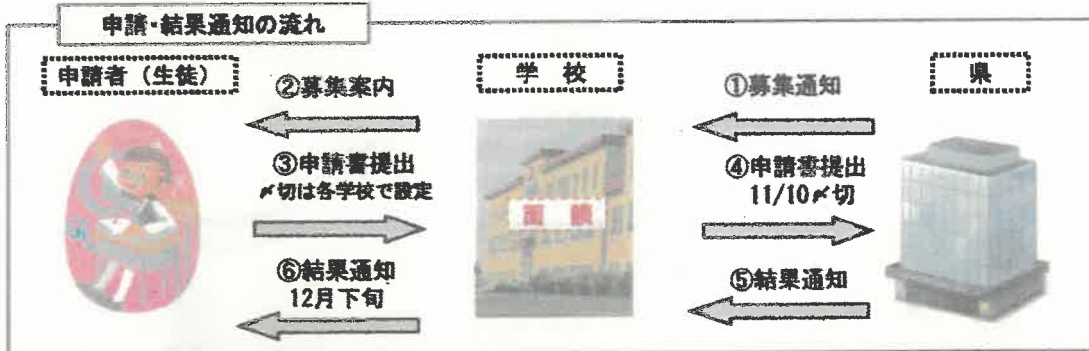 申請・結果通知の流れ
申請者（生徒）
学 校
県
②募集案内
①募集通知
③申請書提出
〆切は各学校で設定
④申請書提出
11/10〆切
面 談
⑥結果通知
12月下旬
⑤結果通知